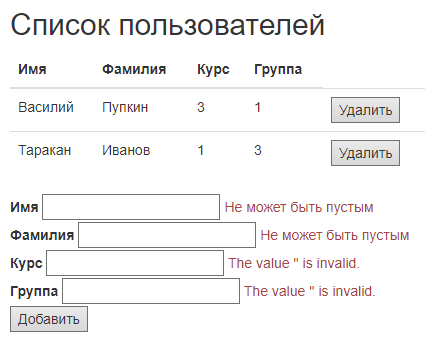 Список пользователей
Имя Фамилия Курс Группа
Василий Пупкин 3 1 Удалить
Таракан Иванов 1 3 Удалить
Имя Не может быть пустым
Фамилия Не может быть пустым
Курс The value '' is invalid.
Группа The value '' is invalid.
Добавить